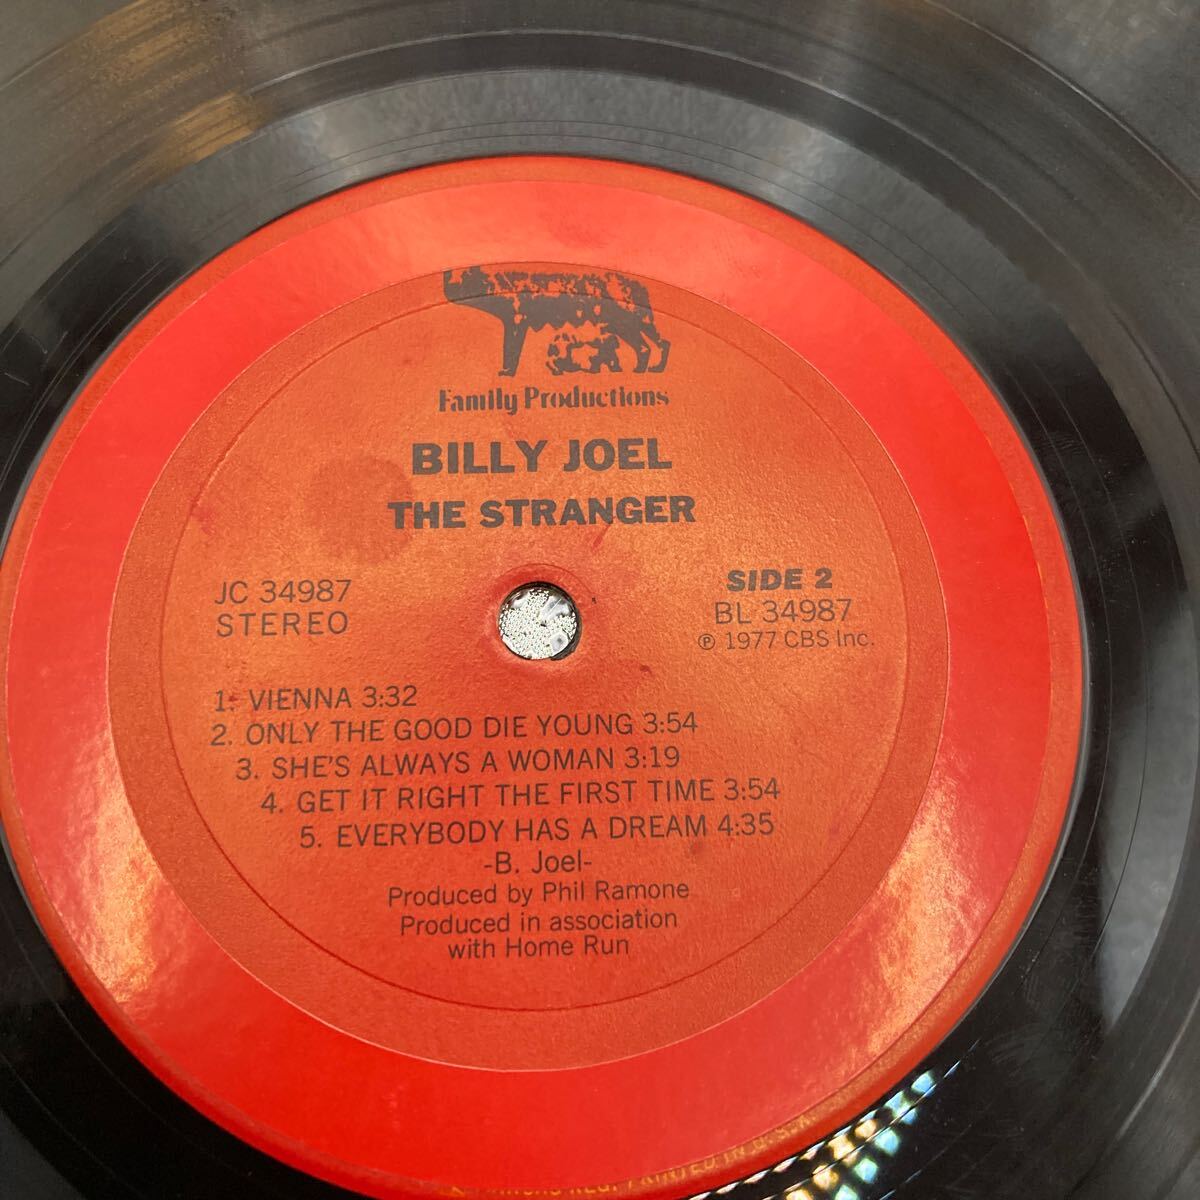 Family Productions
BILLY JOEL
THE STRANGER
JC 34987
STEREO
SIDE 2
BL 34987
℗ 1977 CBS Inc.
1. VIENNA 3:32
2. ONLY THE GOOD DIE YOUNG 3:54
3. SHE'S ALWAYS A WOMAN 3:19
4. GET IT RIGHT THE FIRST TIME 3:54
5. EVERYBODY HAS A DREAM 4:35
-B. Joel-
Produced by Phil Ramone
Produced in association
with Home Run
PRINTED IN U.S.A.